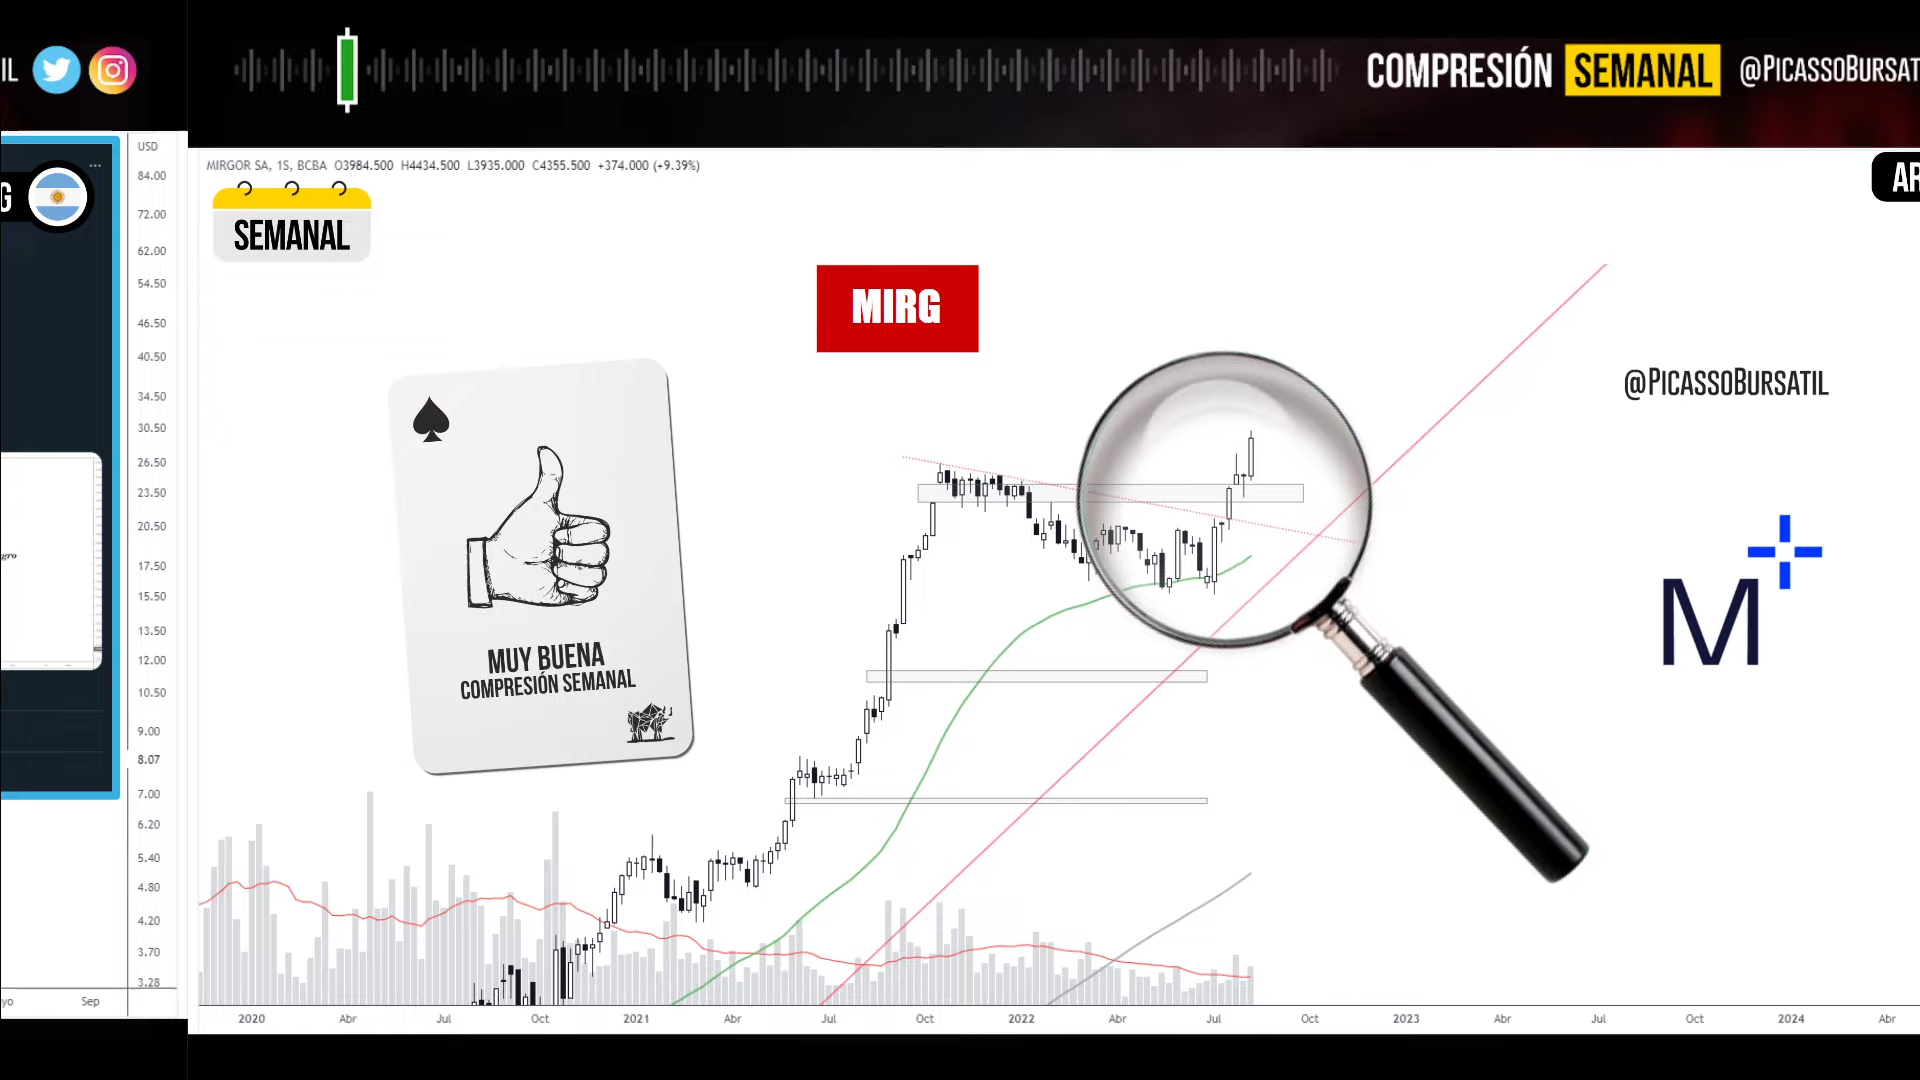 IL
COMPRESIÓN SEMANAL @PICASSOBURSAT
G
USD
84.00
72.00
62.00
54.50
46.50
40.50
34.50
30.50
26.50
23.50
20.50
17.50
15.50
13.50
12.00
10.50
9.00
8.07
7.00
6.20
5.40
4.80
4.20
3.70
3.28
yo Sep
MIRGOR SA, 1S, BCBA O3984.500 H4434.500 L3935.000 C4355.500 +374.000 (+9.39%)
AR
SEMANAL
MIRG
@PICASSOBURSATIL
MUY BUENA
COMPRESIÓN SEMANAL
M
2020 Abr Jul Oct 2021 Abr Jul Oct 2022 Abr Jul Oct 2023 Abr Jul Oct 2024 Abr